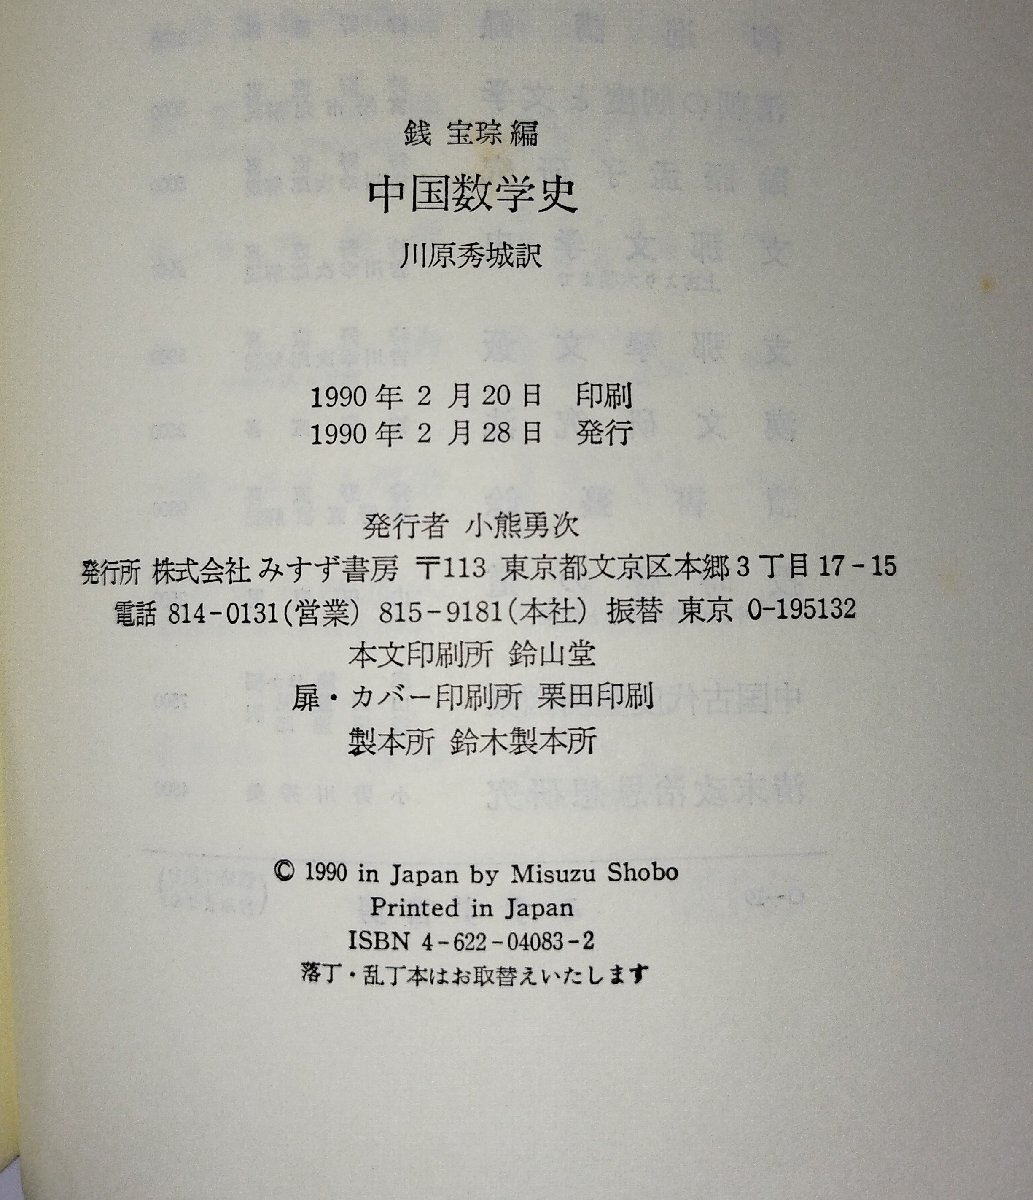 銭 宝琮編
中国数学史
川原秀城訳
1990年 2 月 20 日 印刷
1990年 2 月 28 日 発行
発行者 小熊勇次
発行所 株式会社 みすず書房 〒113 東京都文京区本郷 3 丁目 17-15
電話 814-0131(営業) 815-9181(本社) 振替 東京 0-195132
本文印刷所 鈴山堂
扉・カバー印刷所 栗田印刷
製本所 鈴木製本所
© 1990 in Japan by Misuzu Shobo
Printed in Japan
ISBN 4-622-04083-2
落丁・乱丁本はお取替えいたします